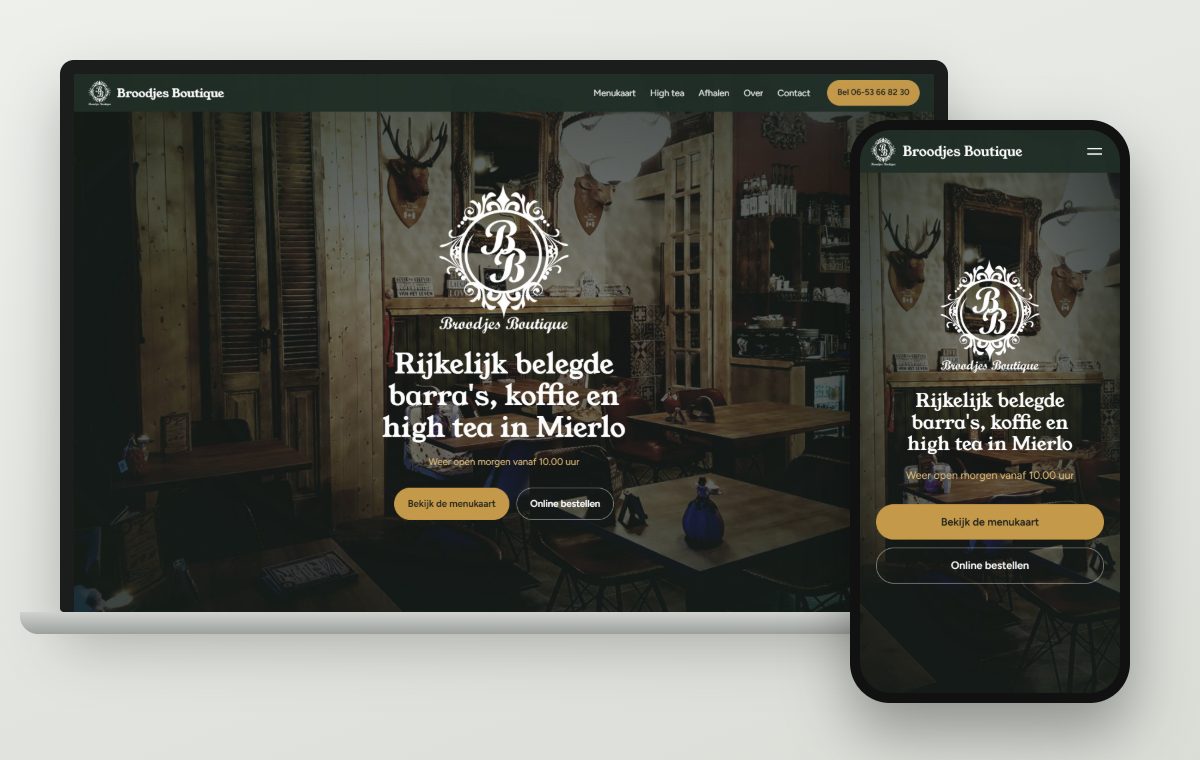 Broodjes Boutique
Menukaart High tea Afhalen Over Contact Bel 06-53 66 82 30
BB
Broodjes Boutique
Rijkelijk belegde
barra's, koffie en
high tea in Mierlo
Weer open morgen vanaf 10.00 uur
Bekijk de menukaart Online bestellen
Broodjes Boutique
BB
Broodjes Boutique
Rijkelijk belegde
barra's, koffie en
high tea in Mierlo
Weer open morgen vanaf 10.00 uur
Bekijk de menukaart
Online bestellen